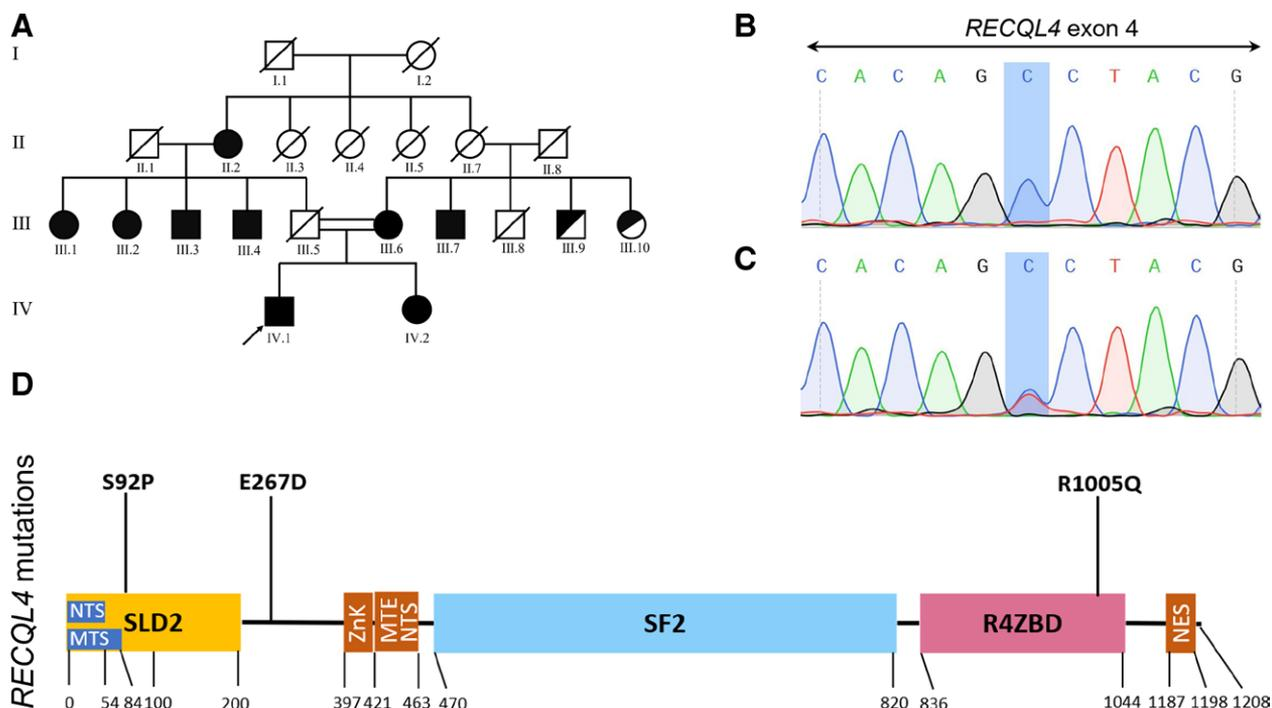 A
I
I.1
I.2
II
II.1
II.2
II.3
II.4
II.5
II.7
II.8
III
III.1
III.2
III.3
III.4
III.5
III.6
III.7
III.8
III.9
III.10
IV
IV.1
IV.2
B
RECQL4 exon 4
C A C A G C C T A C G
C
C A C A G C C T A C G
D
RECQL4 mutations
S92P
E267D
R1005Q
NTS
MTS
SLD2
ZnK
MTE
NTS
SF2
R4ZBD
NES
0 54 84 100 200 397 421 463 470 820 836 1044 1187 1198 1208